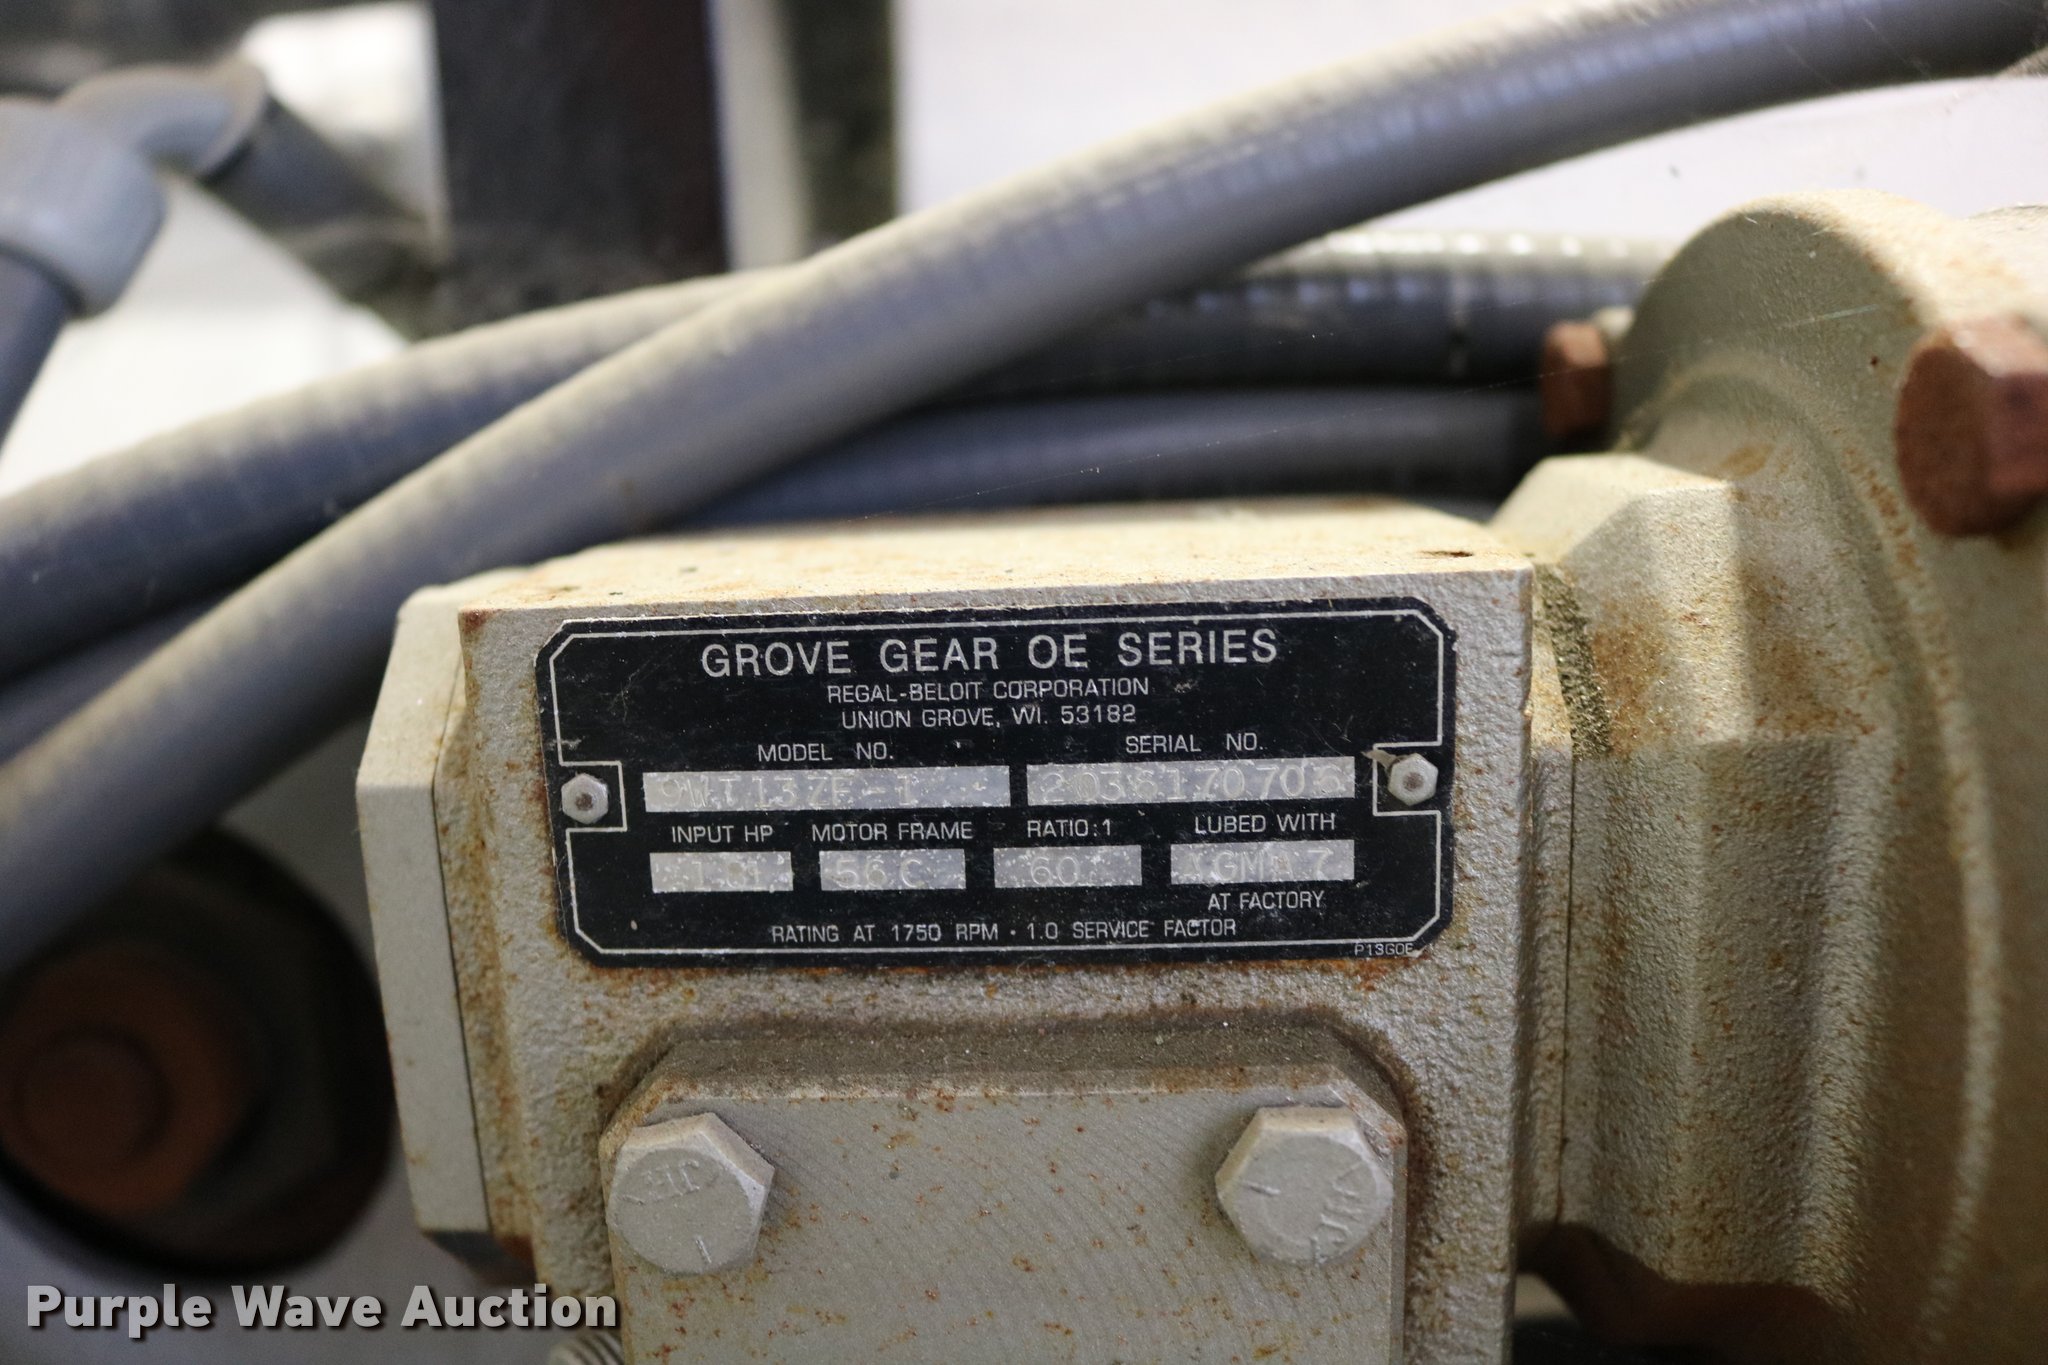 GROVE GEAR OE SERIES
REGAL-BELOIT CORPORATION
UNION GROVE, WI. 53182
MODEL NO. SERIAL NO.
INPUT HP MOTOR FRAME RATIO:1 LUBED WITH
56C 60 AGMA 7
AT FACTORY
RATING AT 1750 RPM · 1.0 SERVICE FACTOR
Purple Wave Auction